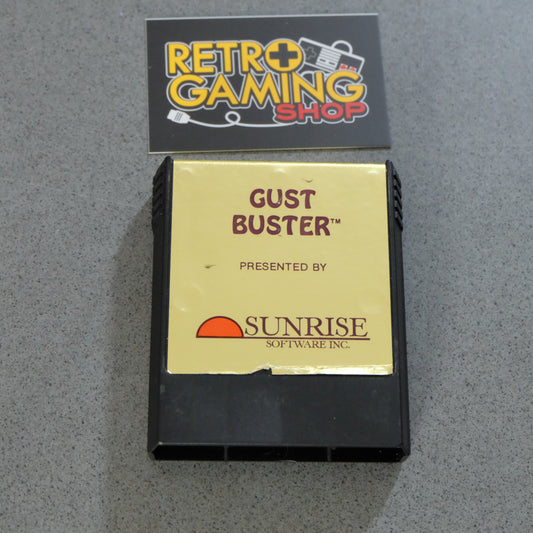 RETRO
GAMING
SHOP
GUST
BUSTER™
PRESENTED BY
SUNRISE
SOFTWARE INC.